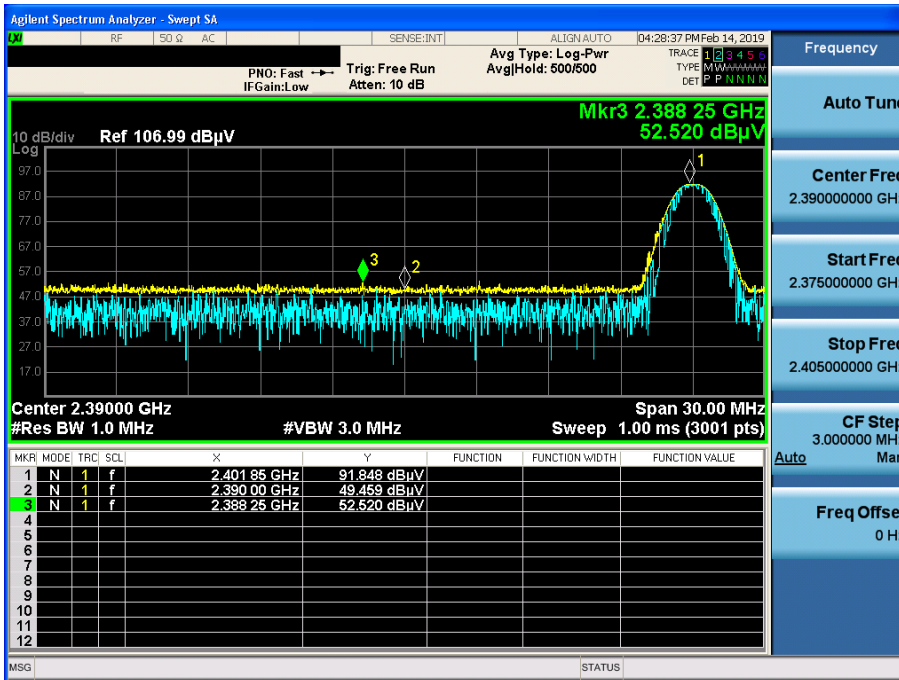 Agilent Spectrum Analyzer - Swept SA
LXI RF 50 Ω AC SENSE:INT ALIGN AUTO 04:28:37 PM Feb 14, 2019
PNO: Fast Trig: Free Run Avg Type: Log-Pwr TRACE 1 2 3 4 5 6
IFGain:Low Atten: 10 dB Avg|Hold: 500/500 TYPE M W
DET P P N N N N
Mkr3 2.388 25 GHz
52.520 dBµV
10 dB/div Ref 106.99 dBµV
Log
97.0
87.0
77.0
67.0
57.0
47.0
37.0
27.0
17.0
1
3
2
Center 2.39000 GHz Span 30.00 MHz
#Res BW 1.0 MHz #VBW 3.0 MHz Sweep 1.00 ms (3001 pts)
MKR MODE TRC SCL X Y FUNCTION FUNCTION WIDTH FUNCTION VALUE
1 N 1 f 2.401 85 GHz 91.848 dBµV
2 N 1 f 2.390 00 GHz 49.459 dBµV
3 N 1 f 2.388 25 GHz 52.520 dBµV
4
5
6
7
8
9
10
11
12
MSG STATUS
Frequency
Auto Tune
Center Freq
2.390000000 GH
Start Freq
2.375000000 GH
Stop Freq
2.405000000 GH
CF Step
3.000000 MH
Auto Man
Freq Offse
0 H